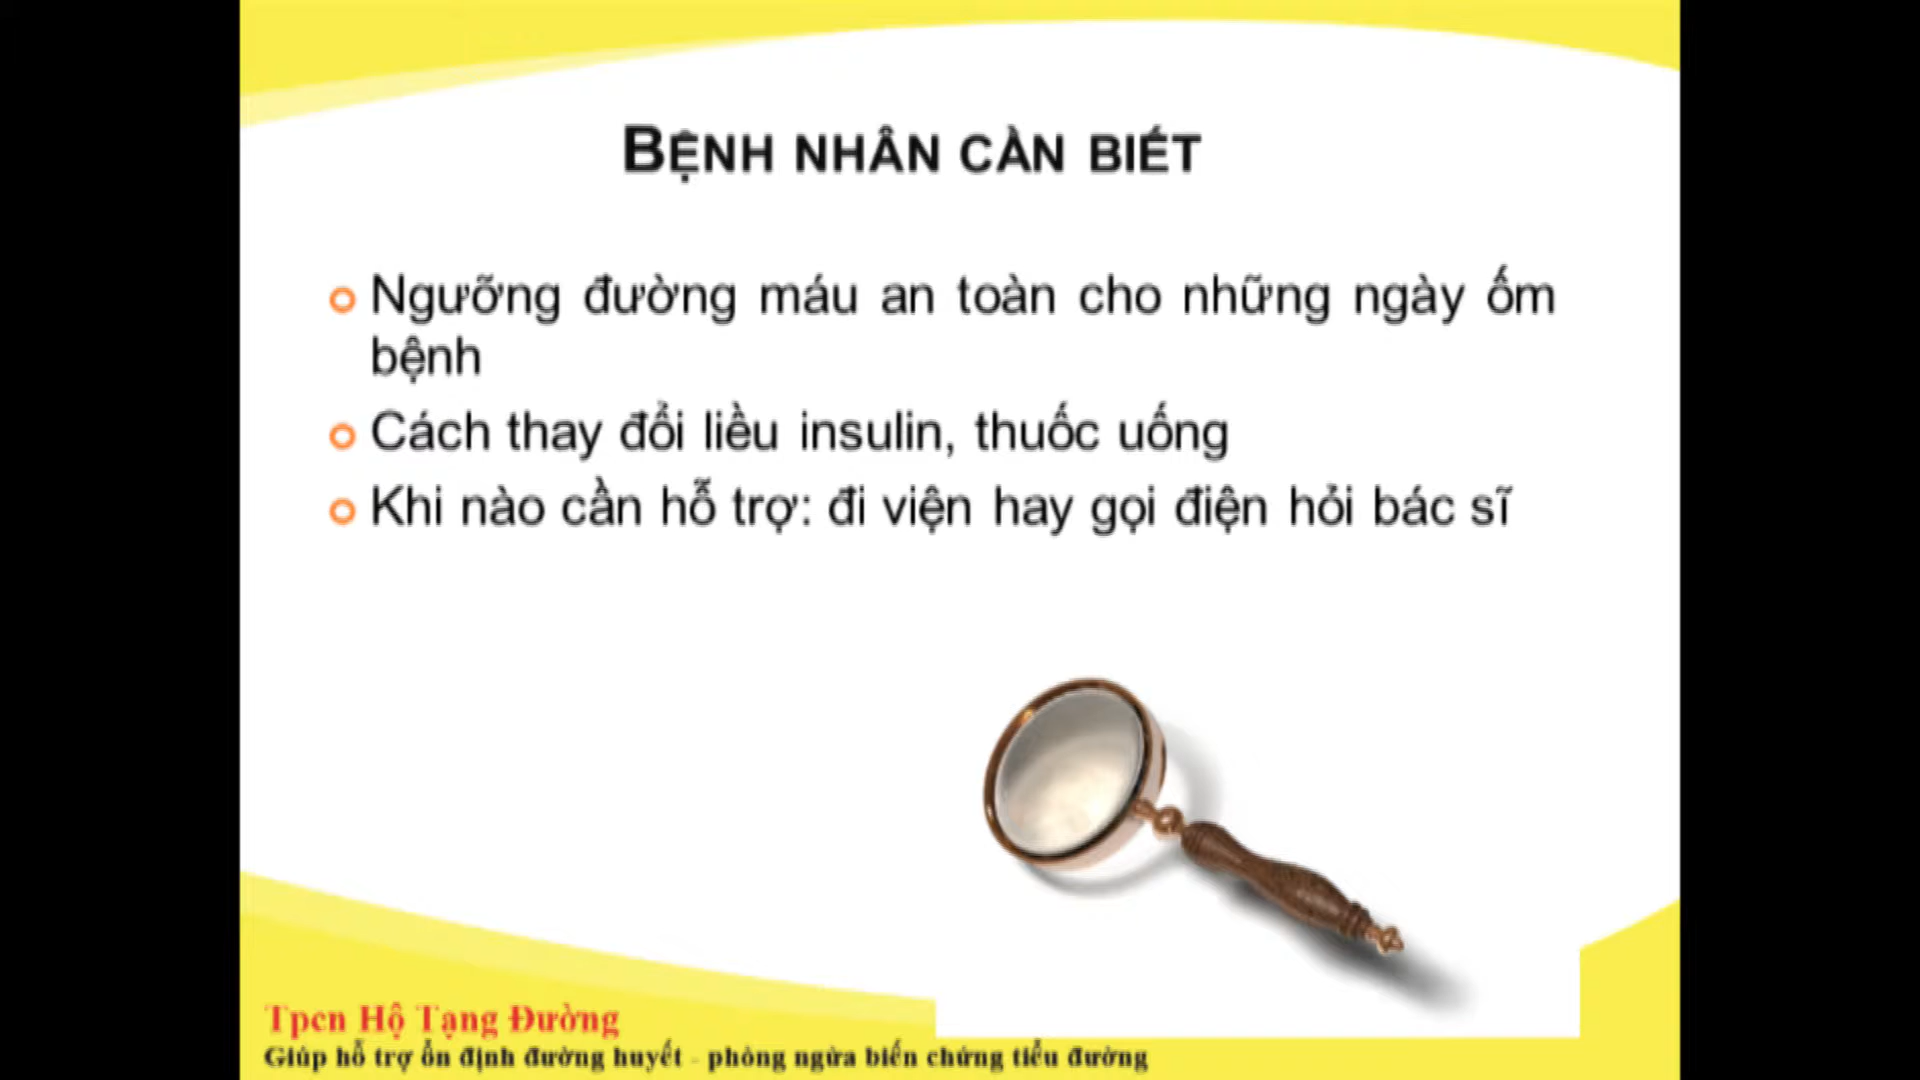 BỆNH NHÂN CẦN BIẾT
Ngưỡng đường máu an toàn cho những ngày ốm
bệnh
Cách thay đổi liều insulin, thuốc uống
Khi nào cần hỗ trợ: đi viện hay gọi điện hỏi bác sĩ
Tpcn Hộ Tạng Đường
Giúp hỗ trợ ổn định đường huyết - phòng ngừa biến chứng tiểu đường